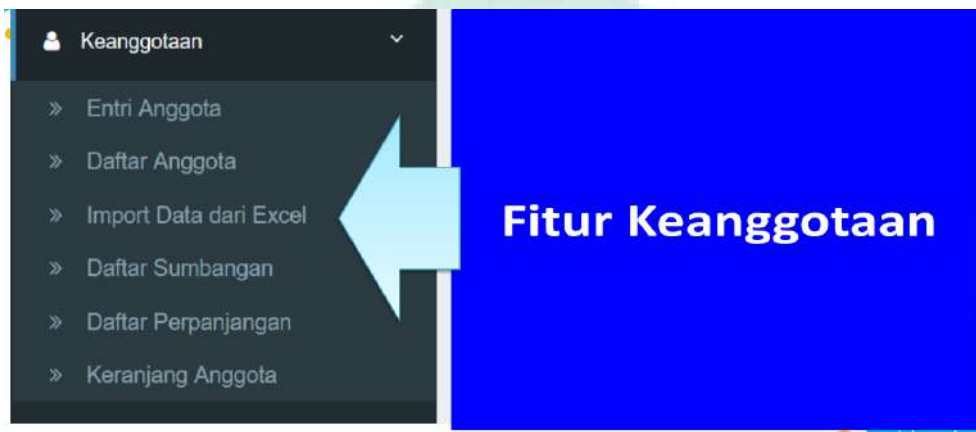 Keanggotaan
Entri Anggota
Daftar Anggota
Import Data dari Excel
Daftar Sumbangan
Daftar Perpanjangan
Keranjang Anggota
Fitur Keanggotaan